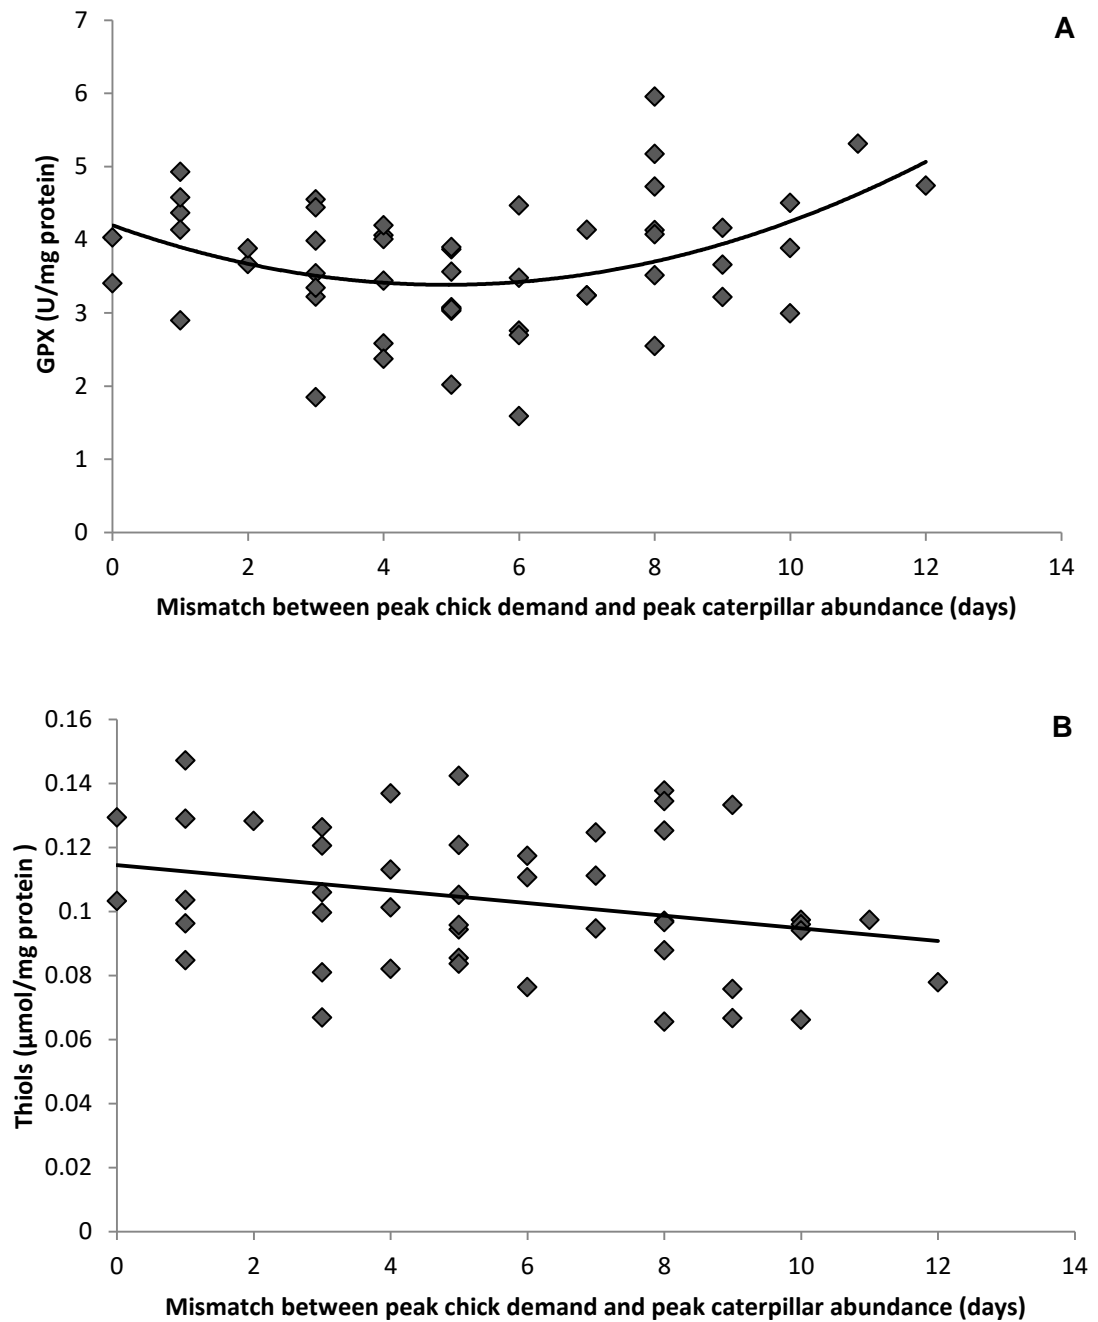 A
7
6
5
4
3
2
1
0
GPX (U/mg protein)
0 2 4 6 8 10 12 14
Mismatch between peak chick demand and peak caterpillar abundance (days)
B
0.16
0.14
0.12
0.1
0.08
0.06
0.04
0.02
0
Thiols (µmol/mg protein )
0 2 4 6 8 10 12 14
Mismatch between peak chick demand and peak caterpillar abundance (days)